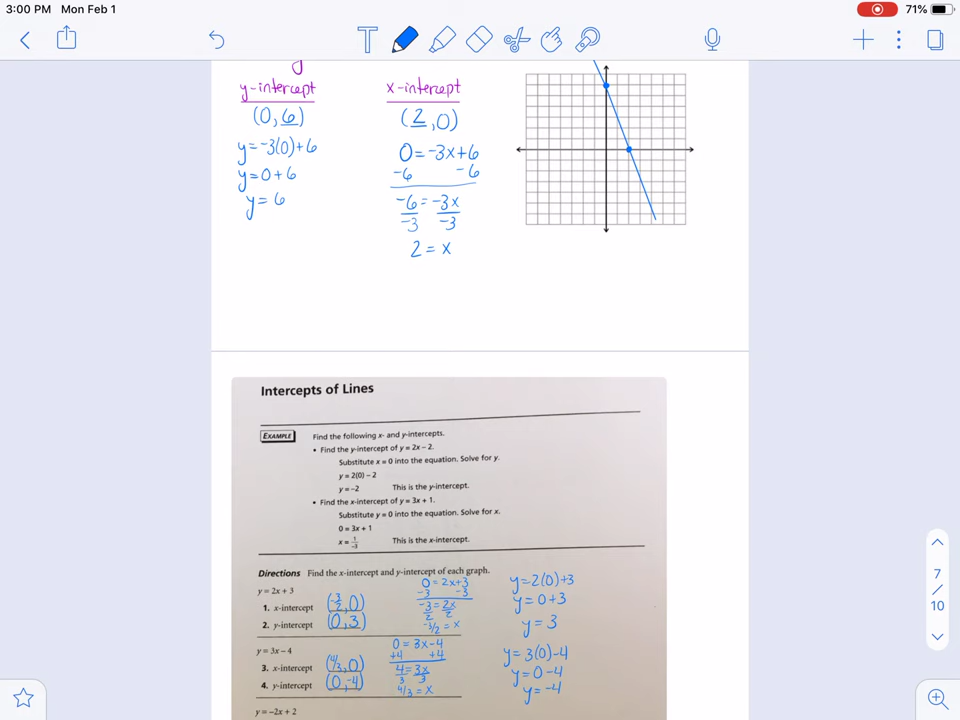 3:00 PM Mon Feb 1
71%
T
y-intercept
(0, 6)
y=-3(0)+6
y=0+6
y=6
x-intercept
(2,0)
0=-3x+6
-6 -6
-6=-3x
-3 -3
2=x
Intercepts of Lines
EXAMPLE
Find the following x- and y-intercepts.
• Find the y-intercept of y = 2x – 2.
Substitute x = 0 into the equation. Solve for y.
y = 2(0) – 2
y = –2 This is the y-intercept.
• Find the x-intercept of y = 3x + 1.
Substitute y = 0 into the equation. Solve for x.
0 = 3x + 1
x = 1/-3 This is the x-intercept.
Directions Find the x-intercept and y-intercept of each graph.
y = 2x + 3
1. x-intercept (-3/2,0)
2. y-intercept (0,3)
0=2x+3
-3 -3
-3=2x
2 2
-3/2=x
y=2(0)+3
y=0+3
y=3
y = 3x – 4
3. x-intercept (4/3,0)
4. y-intercept (0,-4)
0=3x-4
+4 +4
4=3x
3 3
4/3=x
y=3(0)-4
y=0-4
y=-4
y = –2x + 2
7
/
10